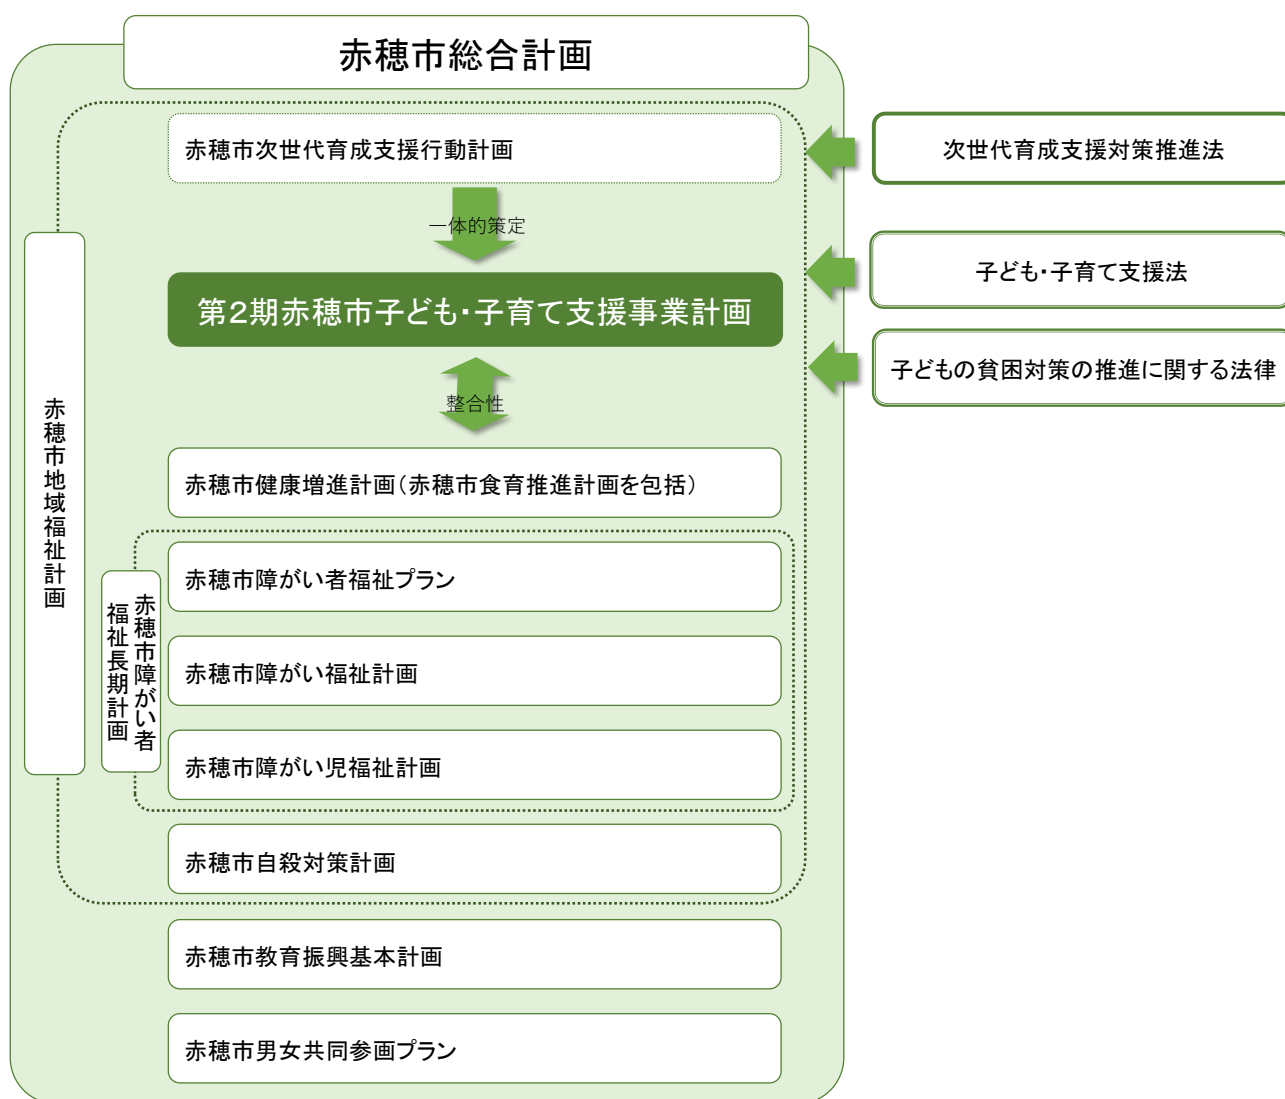 赤穂市総合計画
赤穂市次世代育成支援行動計画
次世代育成支援対策推進法
一体的策定
子ども・子育て支援法
第2期赤穂市子ども・子育て支援事業計画
子どもの貧困対策の推進に関する法律
整合性
赤穂市地域福祉計画
赤穂市健康増進計画（赤穂市食育推進計画を包括）
赤穂市障がい者
福祉長期計画
赤穂市障がい者福祉プラン
赤穂市障がい福祉計画
赤穂市障がい児福祉計画
赤穂市自殺対策計画
赤穂市教育振興基本計画
赤穂市男女共同参画プラン